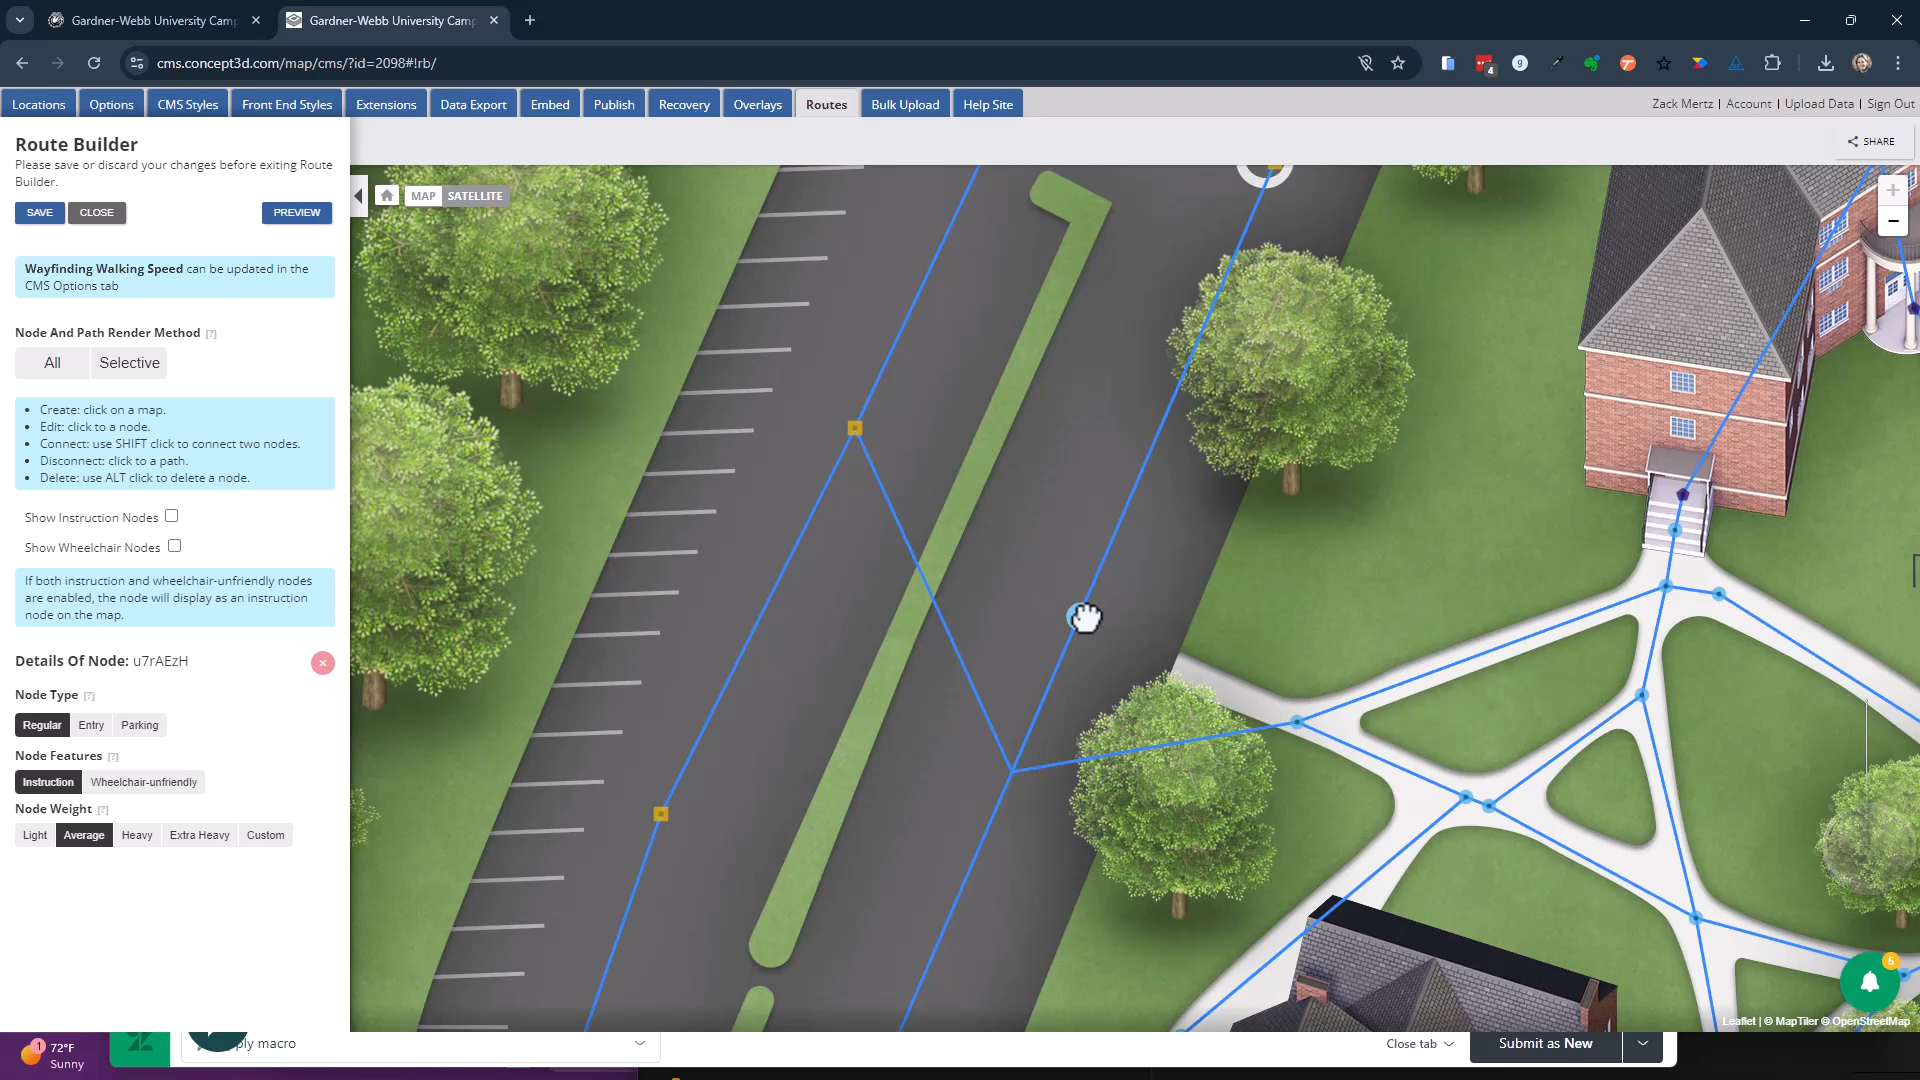 Gardner-Webb University Camp
Gardner-Webb University Camp
cms.concept3d.com/map/cms/?id=2098#!rb/
4
Locations
Options
CMS Styles
Front End Styles
Extensions
Data Export
Embed
Publish
Recovery
Overlays
Routes
Bulk Upload
Help Site
Zack Mertz | Account | Upload Data | Sign Out
Route Builder
Please save or discard your changes before exiting Route
Builder.
SAVE
CLOSE
PREVIEW
MAP
SATELLITE
SHARE
Wayfinding Walking Speed can be updated in the
CMS Options tab
Node And Path Render Method [?]
All
Selective
• Create: click on a map.
• Edit: click to a node.
• Connect: use SHIFT click to connect two nodes.
• Disconnect: click to a path.
• Delete: use ALT click to delete a node.
Show Instruction Nodes
Show Wheelchair Nodes
If both instruction and wheelchair-unfriendly nodes
are enabled, the node will display as an instruction
node on the map.
Details Of Node: u7rAEzH
Node Type [?]
Regular
Entry
Parking
Node Features [?]
Instruction
Wheelchair-unfriendly
Node Weight [?]
Light
Average
Heavy
Extra Heavy
Custom
5
Leaflet | © MapTiler © OpenStreetMap
1
72°F
Sunny
macro
Close tab
Submit as New